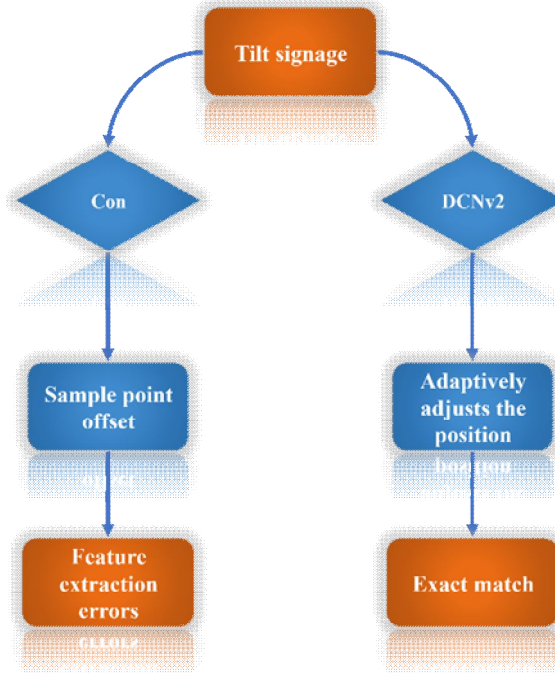 Tilt signage
Con
DCNv2
Sample point
offset
Adaptively
adjusts the
position
Feature
extraction
errors
Exact match